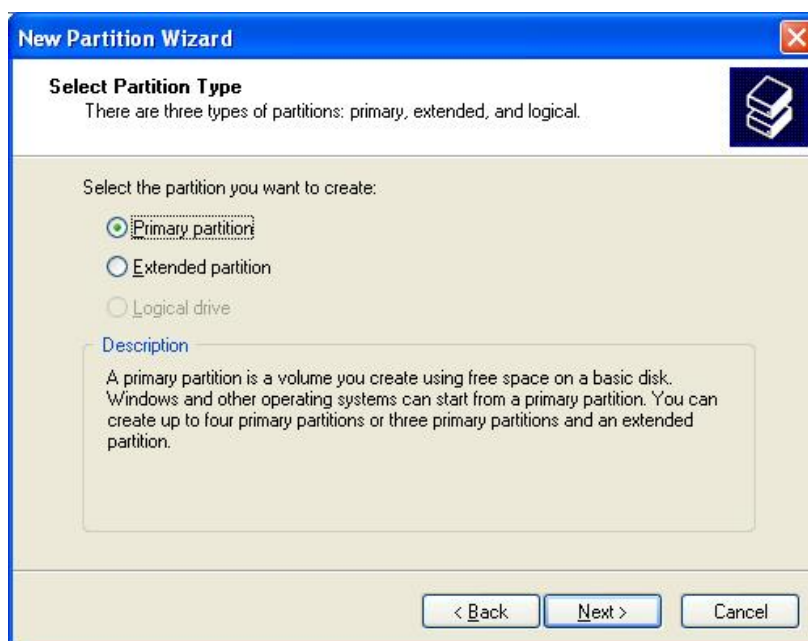 New Partition Wizard
Select Partition Type
There are three types of partitions: primary, extended, and logical.
Select the partition you want to create:
Primary partition
Extended partition
Logical drive
Description
A primary partition is a volume you create using free space on a basic disk.
Windows and other operating systems can start from a primary partition. You can
create up to four primary partitions or three primary partitions and an extended
partition.
< Back Next > Cancel